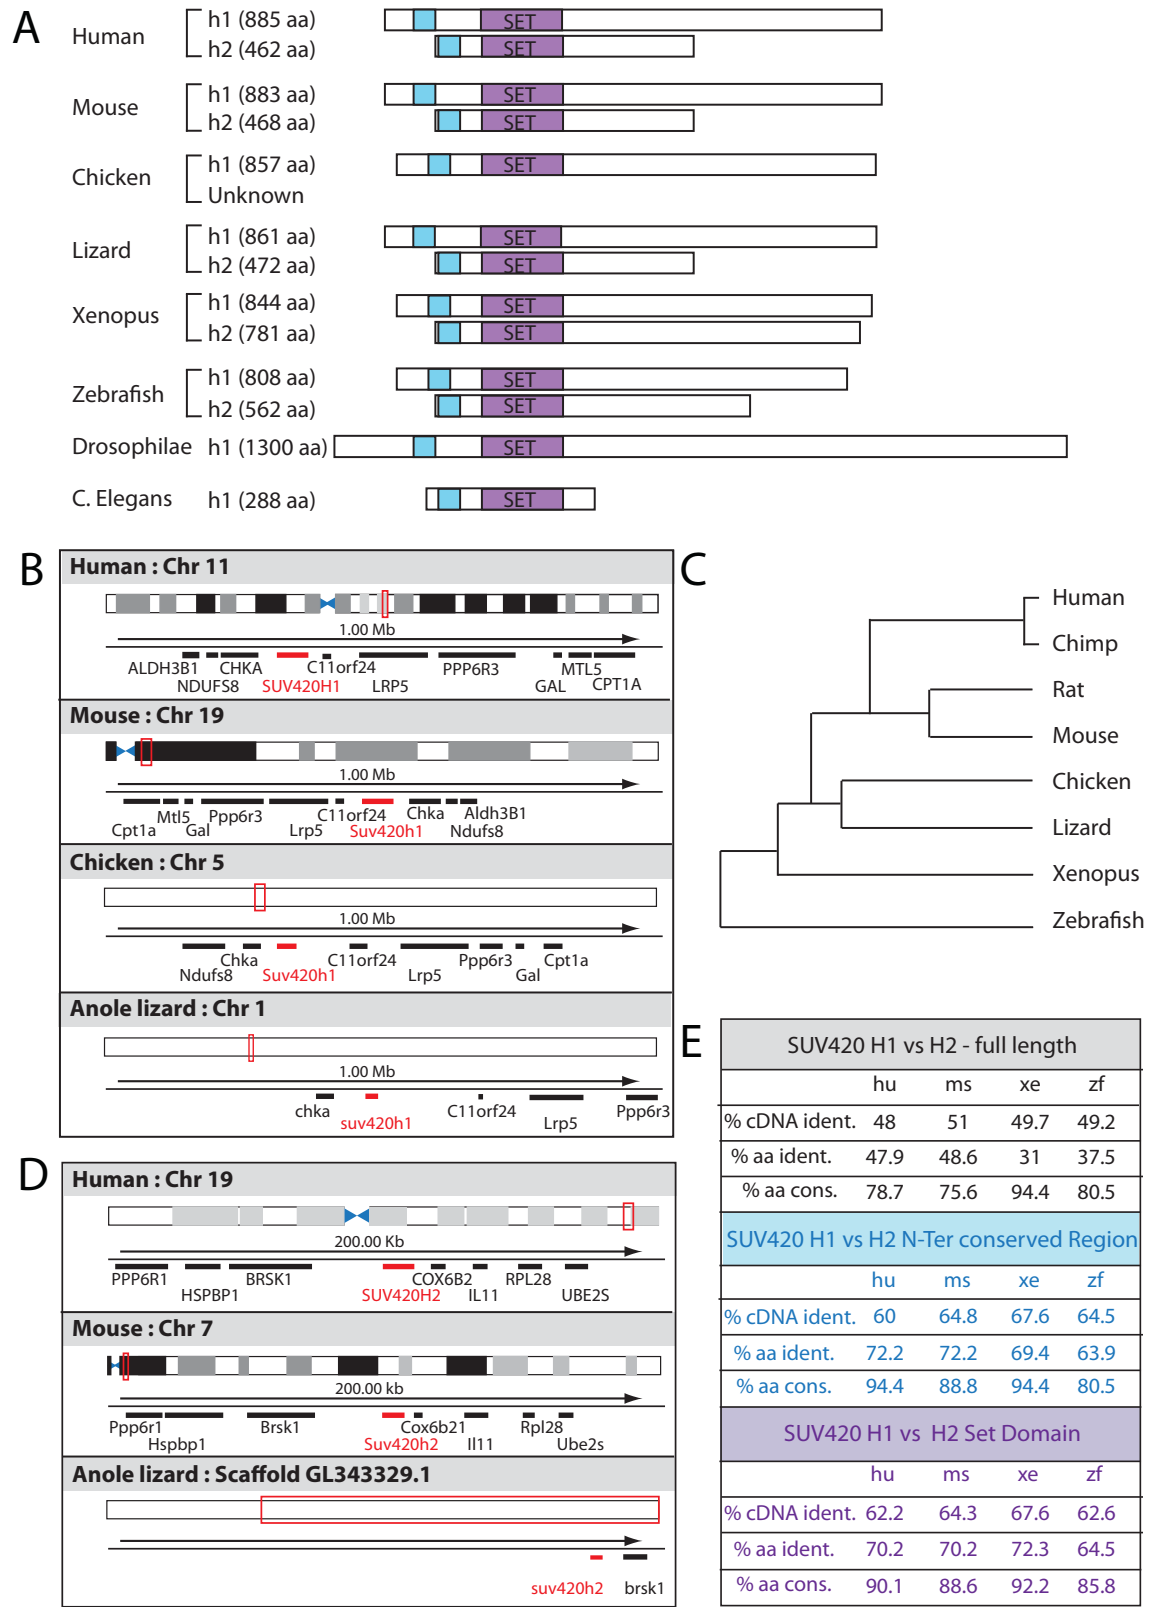 A
Human
h1 (885 aa)
SET
h2 (462 aa)
SET
Mouse
h1 (883 aa)
SET
h2 (468 aa)
SET
Chicken
h1 (857 aa)
SET
Unknown
Lizard
h1 (861 aa)
SET
h2 (472 aa)
SET
Xenopus
h1 (844 aa)
SET
h2 (781 aa)
SET
Zebrafish
h1 (808 aa)
SET
h2 (562 aa)
SET
Drosophilae h1 (1300 aa)
SET
C. Elegans h1 (288 aa)
SET
B
Human : Chr 11
1.00 Mb
ALDH3B1 CHKA C11orf24 PPP6R3 MTL5
NDUFS8 SUV420H1 LRP5 GAL CPT1A
Mouse : Chr 19
1.00 Mb
Mtl5 Ppp6r3 C11orf24 Chka Aldh3B1
Cpt1a Gal Lrp5 Suv420h1 Ndufs8
Chicken : Chr 5
1.00 Mb
Chka C11orf24 Ppp6r3 Cpt1a
Ndufs8 Suv420h1 Lrp5 Gal
Anole lizard : Chr 1
1.00 Mb
chka C11orf24 Ppp6r3
suv420h1 Lrp5
C
Human
Chimp
Rat
Mouse
Chicken
Lizard
Xenopus
Zebrafish
D
Human : Chr 19
200.00 Kb
PPP6R1 BRSK1 COX6B2 RPL28
HSPBP1 SUV420H2 IL11 UBE2S
Mouse : Chr 7
200.00 kb
Ppp6r1 Brsk1 Cox6b21 Rpl28
Hspbp1 Suv420h2 Il11 Ube2s
Anole lizard : Scaffold GL343329.1
suv420h2 brsk1
E
SUV420 H1 vs H2 - full length
hu ms xe zf
% cDNA ident. 48 51 49.7 49.2
% aa ident. 47.9 48.6 31 37.5
% aa cons. 78.7 75.6 94.4 80.5
SUV420 H1 vs H2 N-Ter conserved Region
hu ms xe zf
% cDNA ident. 60 64.8 67.6 64.5
% aa ident. 72.2 72.2 69.4 63.9
% aa cons. 94.4 88.8 94.4 80.5
SUV420 H1 vs H2 Set Domain
hu ms xe zf
% cDNA ident. 62.2 64.3 67.6 62.6
% aa ident. 70.2 70.2 72.3 64.5
% aa cons. 90.1 88.6 92.2 85.8